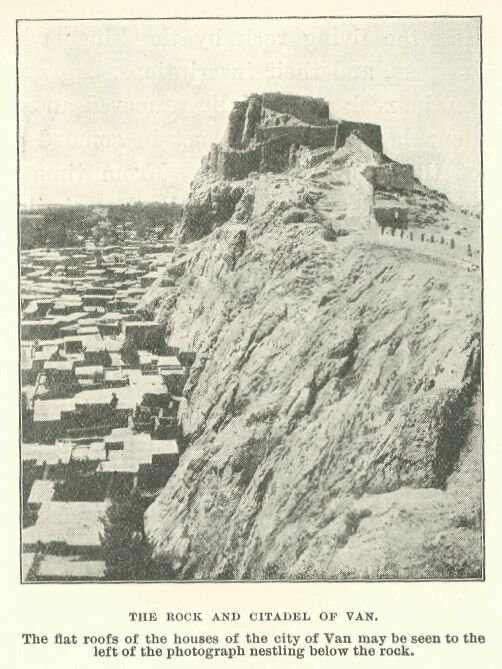 THE ROCK AND CITADEL OF VAN.
The flat roofs of the houses of the city of Van may be seen to the
left of the photograph nestling below the rock.